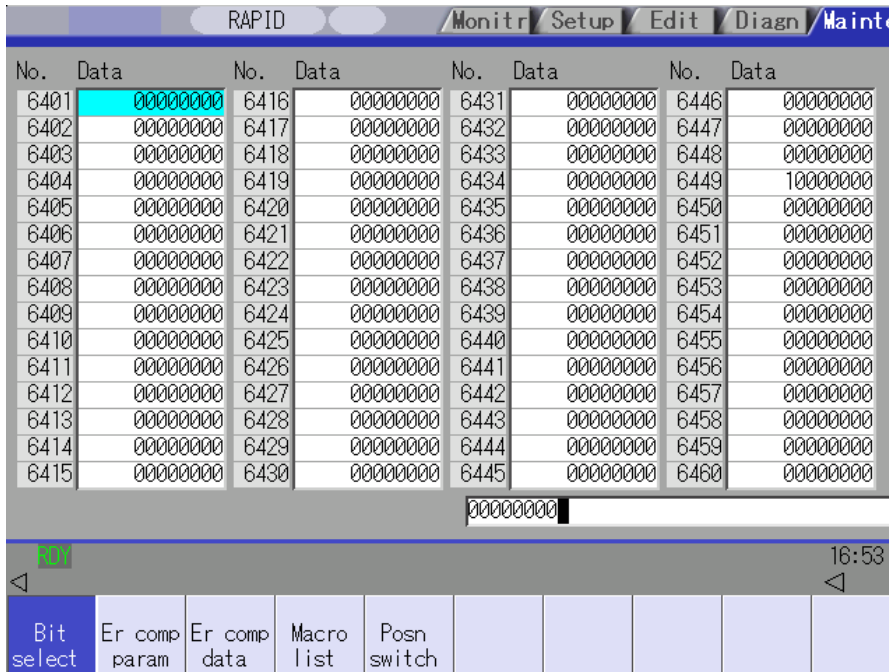 RAPID Monitr Setup Edit Diagn Mainte
No. Data No. Data No. Data No. Data
6401 00000000 6416 00000000 6431 00000000 6446 00000000
6402 00000000 6417 00000000 6432 00000000 6447 00000000
6403 00000000 6418 00000000 6433 00000000 6448 00000000
6404 00000000 6419 00000000 6434 00000000 6449 10000000
6405 00000000 6420 00000000 6435 00000000 6450 00000000
6406 00000000 6421 00000000 6436 00000000 6451 00000000
6407 00000000 6422 00000000 6437 00000000 6452 00000000
6408 00000000 6423 00000000 6438 00000000 6453 00000000
6409 00000000 6424 00000000 6439 00000000 6454 00000000
6410 00000000 6425 00000000 6440 00000000 6455 00000000
6411 00000000 6426 00000000 6441 00000000 6456 00000000
6412 00000000 6427 00000000 6442 00000000 6457 00000000
6413 00000000 6428 00000000 6443 00000000 6458 00000000
6414 00000000 6429 00000000 6444 00000000 6459 00000000
6415 00000000 6430 00000000 6445 00000000 6460 00000000
00000000
RDY 16:53
Bit Er comp Er comp Macro Posn
select param data list switch